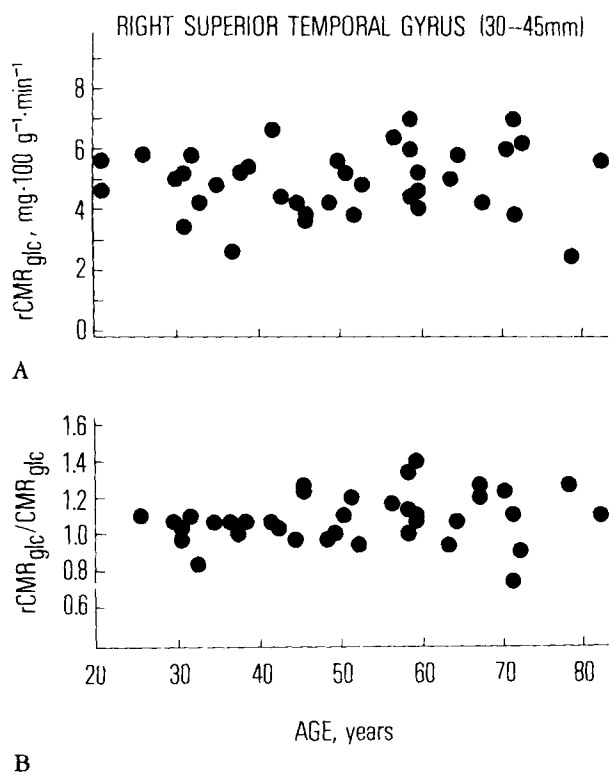 RIGHT SUPERIOR TEMPORAL GYRUS (30–45mm)
rCMRglc, mg·100 g⁻¹·min⁻¹
8
6
4
2
0
A
rCMRglc/CMRglc
1.6
1.4
1.2
1.0
0.8
0.6
20 30 40 50 60 70 80
AGE, years
B